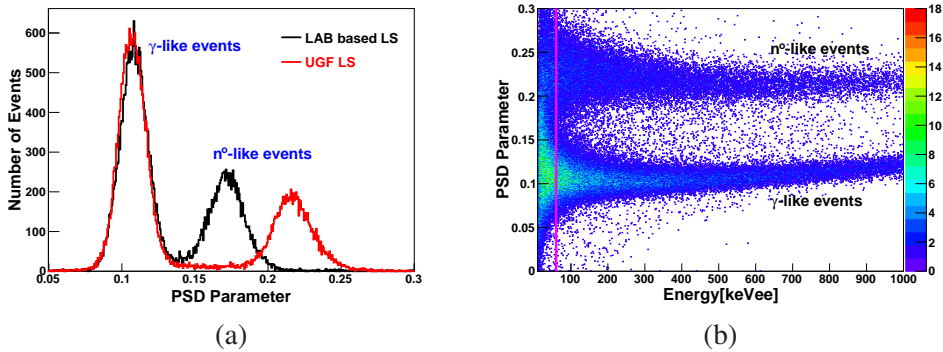 600
500
400
300
200
100
0
Number of Events
γ-like events
LAB based LS
UGF LS
nº-like events
0.05 0.1 0.15 0.2 0.25 0.3
PSD Parameter
(a)
0.3
0.25
0.2
0.15
0.1
0.05
0
PSD Parameter
nº-like events
γ-like events
100 200 300 400 500 600 700 800 900 1000
Energy[keVee]
18
16
14
12
10
8
6
4
2
0
(b)